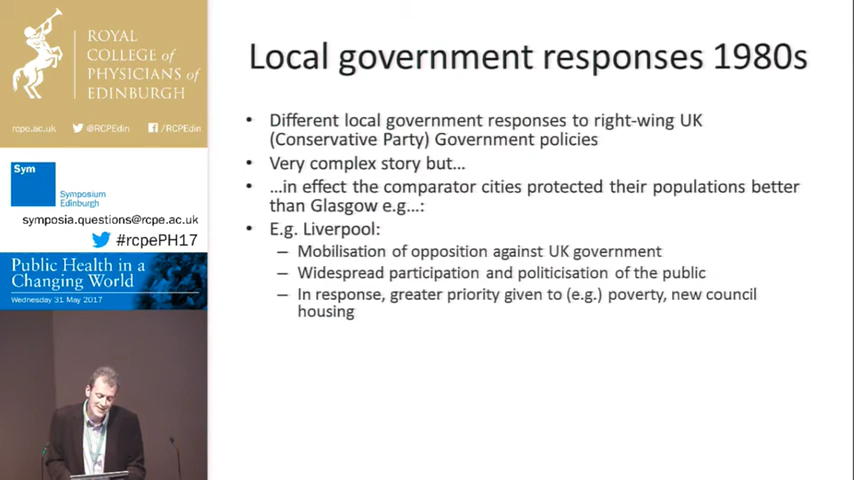 ROYAL
COLLEGE of
PHYSICIANS of
EDINBURGH
rcpe.ac.uk @RCPEdin /RCPEdin
Sym
Symposium
Edinburgh
symposia.questions@rcpe.ac.uk
#rcpePH17
Public Health in a
Changing World
Wednesday 31 May 2017
Local government responses 1980s
• Different local government responses to right-wing UK
(Conservative Party) Government policies
• Very complex story but…
• …in effect the comparator cities protected their populations better
than Glasgow e.g…:
• E.g. Liverpool:
– Mobilisation of opposition against UK government
– Widespread participation and politicisation of the public
– In response, greater priority given to (e.g.) poverty, new council
housing